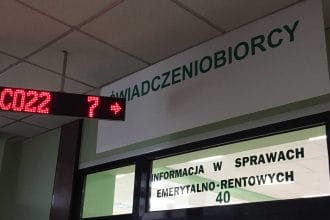 ŚWIADCZENIOBIORCY
C022 7 →
INFORMACJA W SPRAWACH
EMERYTALNO-RENTOWYCH
40